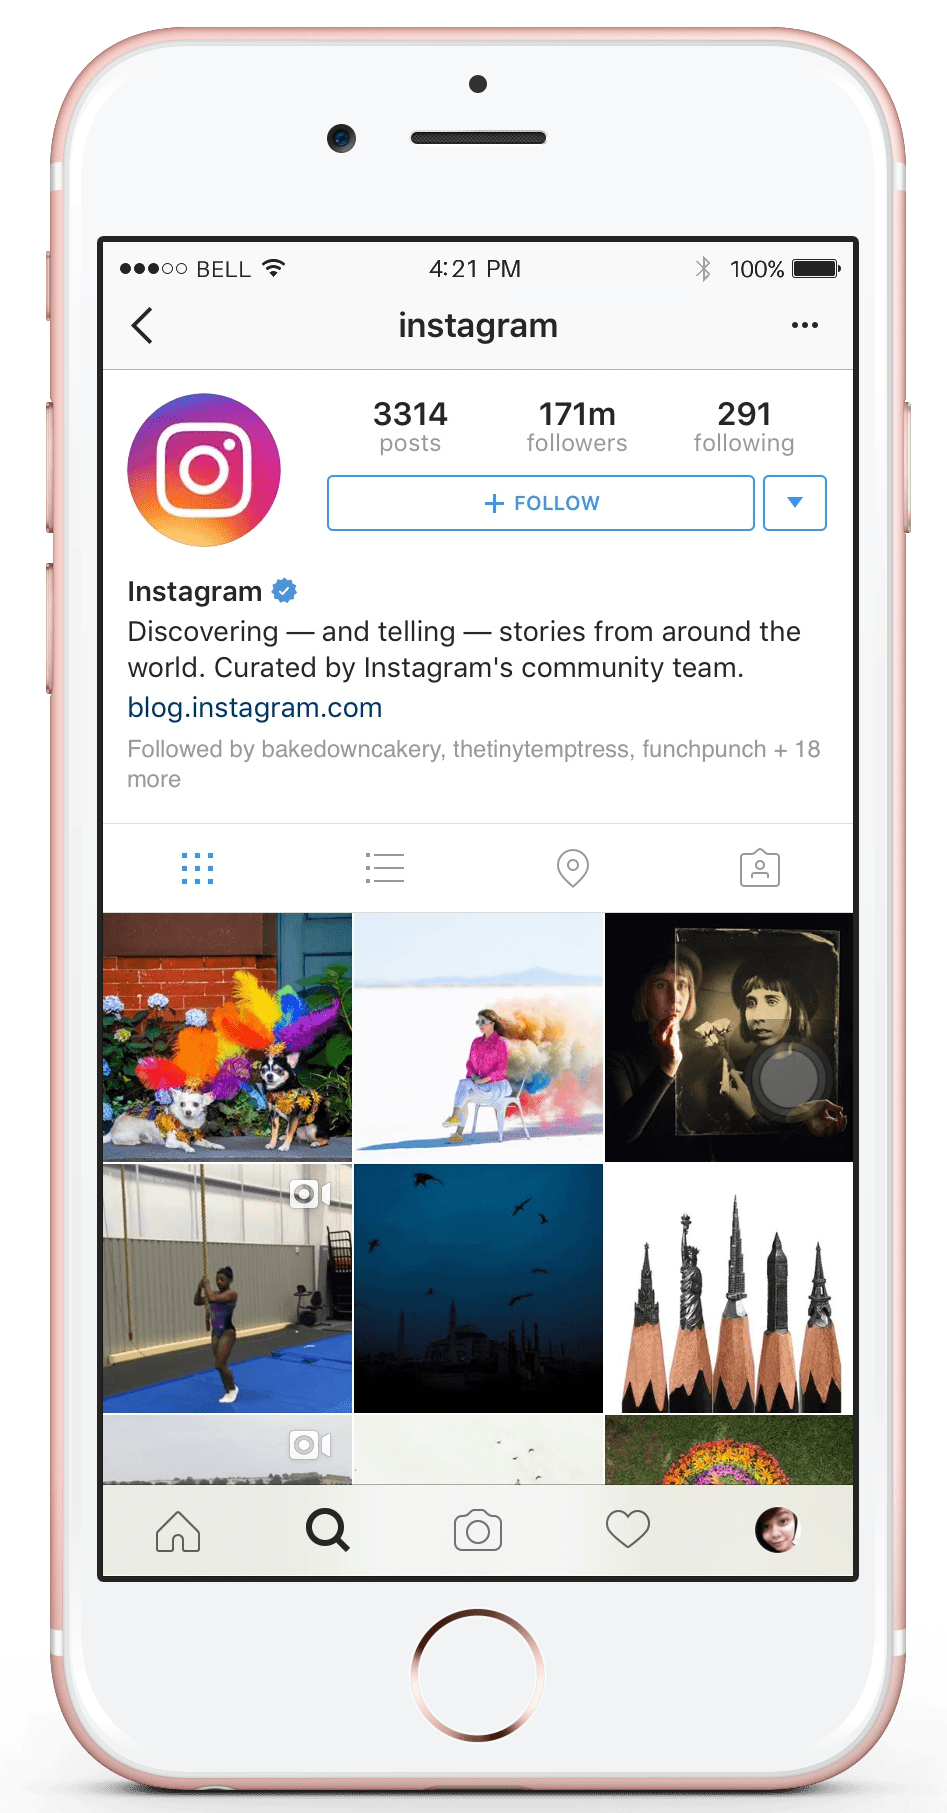 BELL 4:21 PM 100%
instagram
3314 171m 291
posts followers following
+ FOLLOW
Instagram
Discovering — and telling — stories from around the
world. Curated by Instagram's community team.
blog.instagram.com
Followed by bakedowncakery, thetinytemptress, funchpunch + 18
more